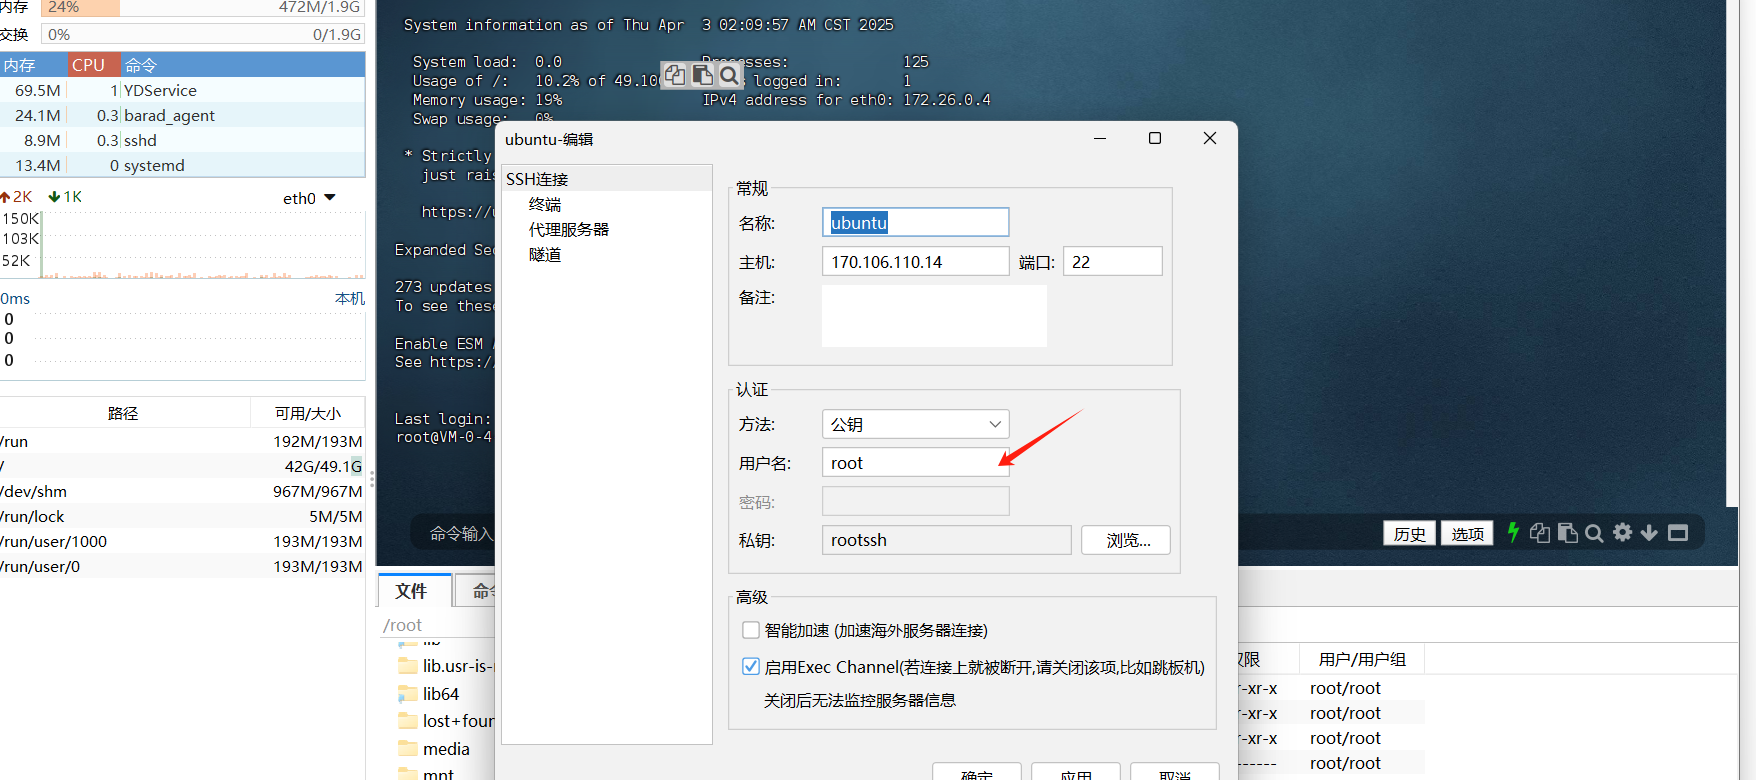 内存 24% 472M/1.9G
交换 0% 0/1.9G
内存 CPU 命令
69.5M 1 YDService
24.1M 0.3 barad_agent
8.9M 0.3 sshd
13.4M 0 systemd
2K 1K eth0
150K
103K
52K
0ms 本机
0
0
0
路径 可用/大小
/run 192M/193M
/ 42G/49.1G
/dev/shm 967M/967M
/run/lock 5M/5M
/run/user/1000 193M/193M
/run/user/0 193M/193M
System information as of Thu Apr 3 02:09:57 AM CST 2025
System load: 0.0 Processes: 125
Usage of /: 10.2% of 49.10 logged in: 1
Memory usage: 19% IPv4 address for eth0: 172.26.0.4
Swap usage: 0%
* Strictly
just rais
https://u
Expanded Sec
273 updates
To see these
Enable ESM
See https:/
Last login:
root@VM-0-4
命令输入
历史 选项
ubuntu-编辑
SSH连接
终端
代理服务器
隧道
常规
名称: ubuntu
主机: 170.106.110.14 端口: 22
备注:
认证
方法: 公钥
用户名: root
密码:
私钥: rootssh 浏览...
高级
智能加速 (加速海外服务器连接)
启用Exec Channel(若连接上就被断开,请关闭该项,比如跳板机)
关闭后无法监控服务器信息
确定 应用 取消
文件 命令
/root
lib
lib.usr-is-
lib64
lost+foun
media
mnt
权限 用户/用户组
r-xr-x root/root
r-xr-x root/root
r-xr-x root/root
------ root/root